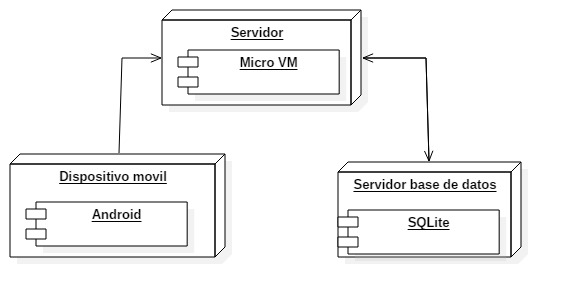 Servidor
Micro VM
Dispositivo movil
Android
Servidor base de datos
SQLite